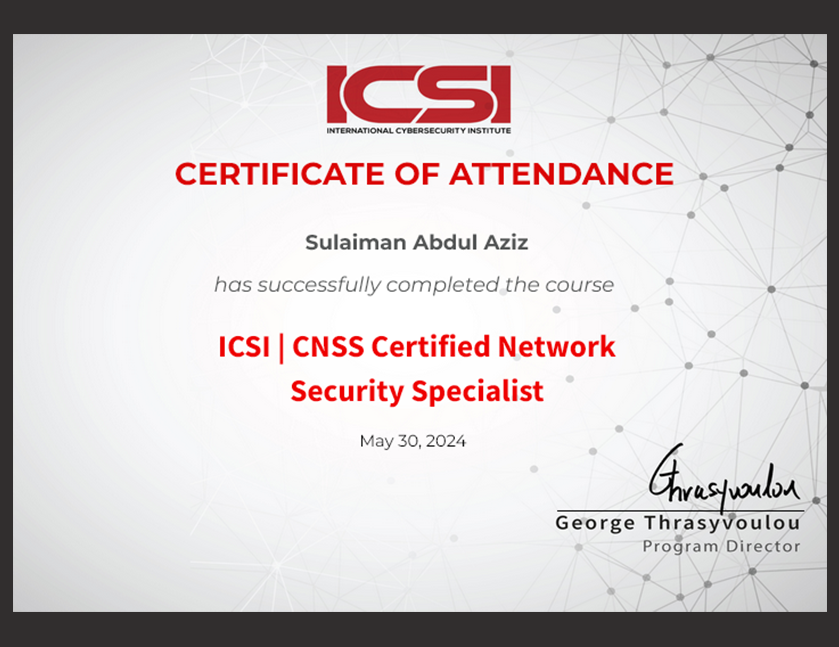 ICSI
INTERNATIONAL CYBERSECURITY INSTITUTE
CERTIFICATE OF ATTENDANCE
Sulaiman Abdul Aziz
has successfully completed the course
ICSI | CNSS Certified Network
Security Specialist
May 30, 2024
Thrasyvoulou
George Thrasyvoulou
Program Director